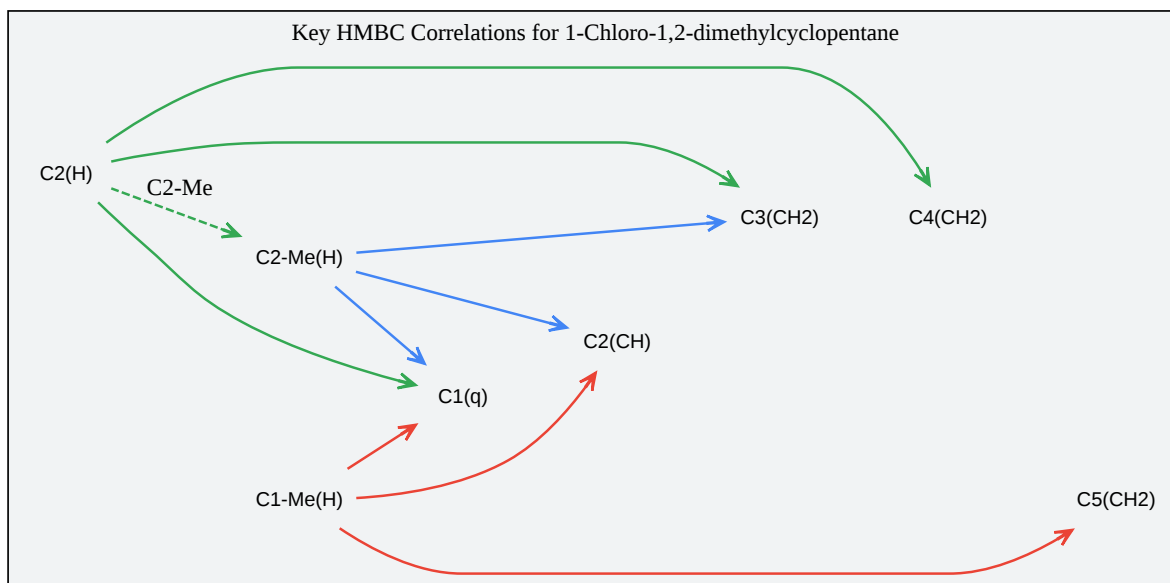 Key HMBC Correlations for 1-Chloro-1,2-dimethylcyclopentane
C2(H)
C2-Me
C3(CH2)
C4(CH2)
C2-Me(H)
C2(CH)
C1(q)
C1-Me(H)
C5(CH2)